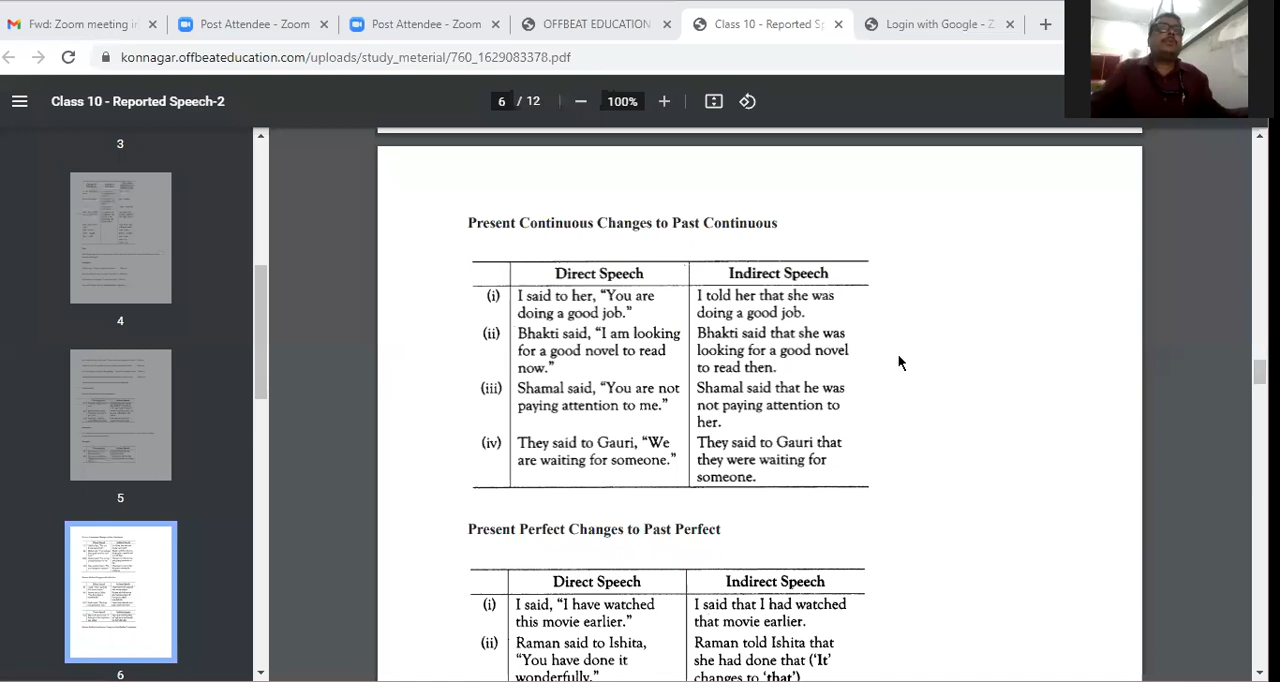 Fwd: Zoom meeting in
Post Attendee - Zoom
Post Attendee - Zoom
OFFBEAT EDUCATION
Class 10 - Reported Sp
Login with Google - Z
konnagar.offbeateducation.com/uploads/study_meterial/760_1629083378.pdf
Class 10 - Reported Speech-2
6 / 12
100%
3
4
5
6
Present Continuous Changes to Past Continuous
Direct Speech Indirect Speech
(i) I said to her, “You are I told her that she was
doing a good job.” doing a good job.
(ii) Bhakti said, “I am looking Bhakti said that she was
for a good novel to read looking for a good novel
now.” to read then.
(iii) Shamal said, “You are not Shamal said that he was
paying attention to me.” not paying attention to
her.
(iv) They said to Gauri, “We They said to Gauri that
are waiting for someone.” they were waiting for
someone.
Present Perfect Changes to Past Perfect
Direct Speech Indirect Speech
(i) I said, “I have watched I said that I had watched
this movie earlier.” that movie earlier.
(ii) Raman said to Ishita, Raman told Ishita that
“You have done it she had done that (‘It’
wonderfully.” changes to ‘that’)